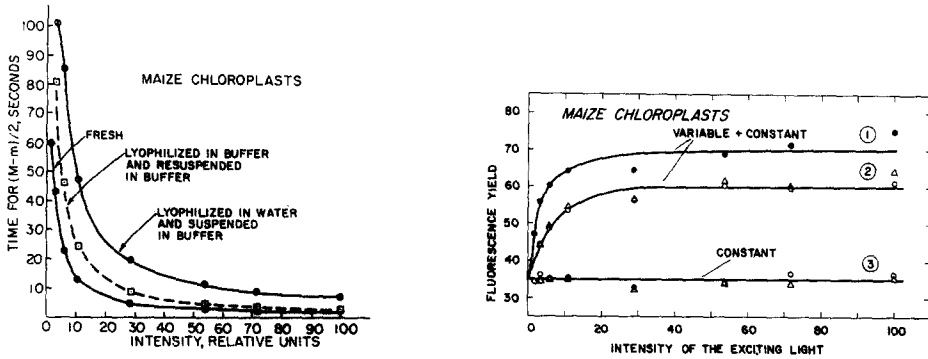 MAIZE CHLOROPLASTS
FRESH
LYOPHILIZED IN BUFFER
AND RESUSPENDED
IN BUFFER
LYOPHILIZED IN WATER
AND SUSPENDED
IN BUFFER
TIME FOR (M-m)/2, SECONDS
100
90
80
70
60
50
40
30
20
10
0 10 20 30 40 50 60 70 80 90 100
INTENSITY, RELATIVE UNITS
MAIZE CHLOROPLASTS
VARIABLE + CONSTANT
1
2
CONSTANT
3
FLUORESCENCE YIELD
80
70
60
50
40
30
0 20 40 60 80 100
INTENSITY OF THE EXCITING LIGHT